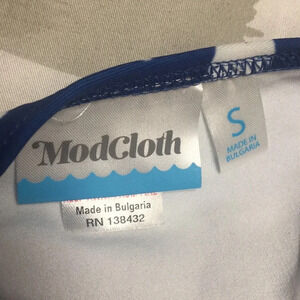 ModCloth
S
MADE IN
BULGARIA
Made in Bulgaria
RN 138432